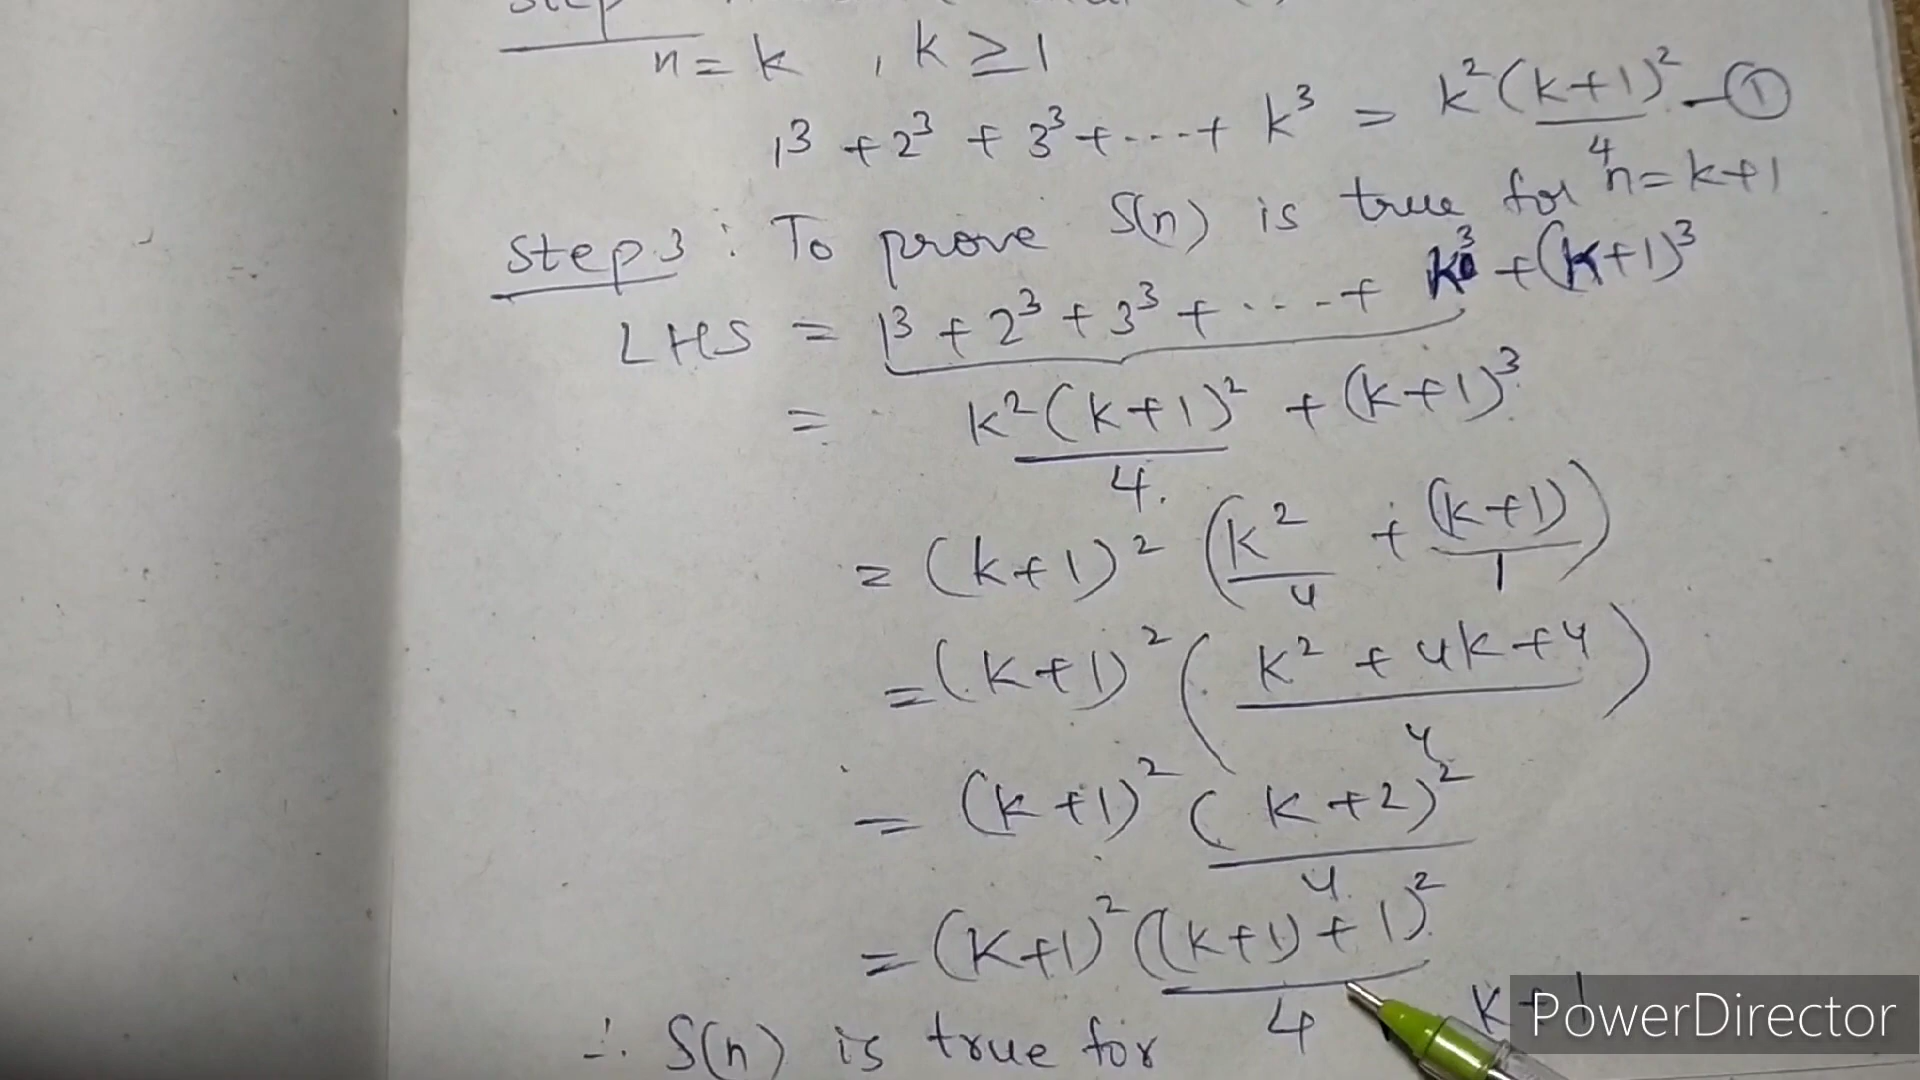 Step
n = k , k ≥ 1
1³ + 2³ + 3³ + ---- + k³ = k²(k+1)²/4 — ①
Step 3 : To prove S(n) is true for n = k+1
LHS = 1³ + 2³ + 3³ + ---- + k³ + (k+1)³
= k²(k+1)²/4 + (k+1)³
= (k+1)² (k²/4 + (k+1)/1)
= (k+1)² (k² + 4k + 4/4)
= (k+1)² (k+2)²/4
= (k+1)² ((k+1)+1)²/4
∴ S(n) is true for k+1
PowerDirector